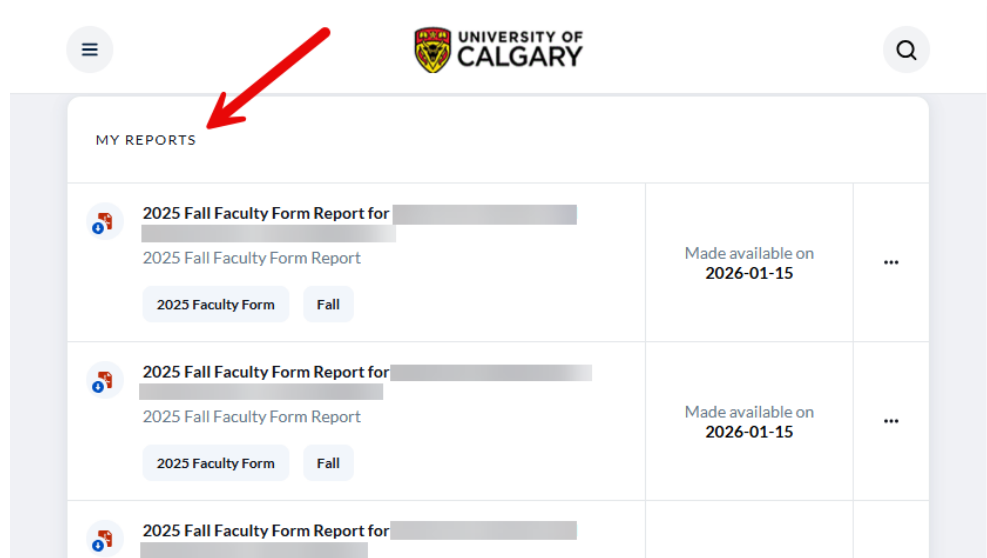 UNIVERSITY OF
CALGARY
MY REPORTS
2025 Fall Faculty Form Report for
2025 Fall Faculty Form Report
2025 Faculty Form
Fall
Made available on
2026-01-15
2025 Fall Faculty Form Report for
2025 Fall Faculty Form Report
2025 Faculty Form
Fall
Made available on
2026-01-15
2025 Fall Faculty Form Report for